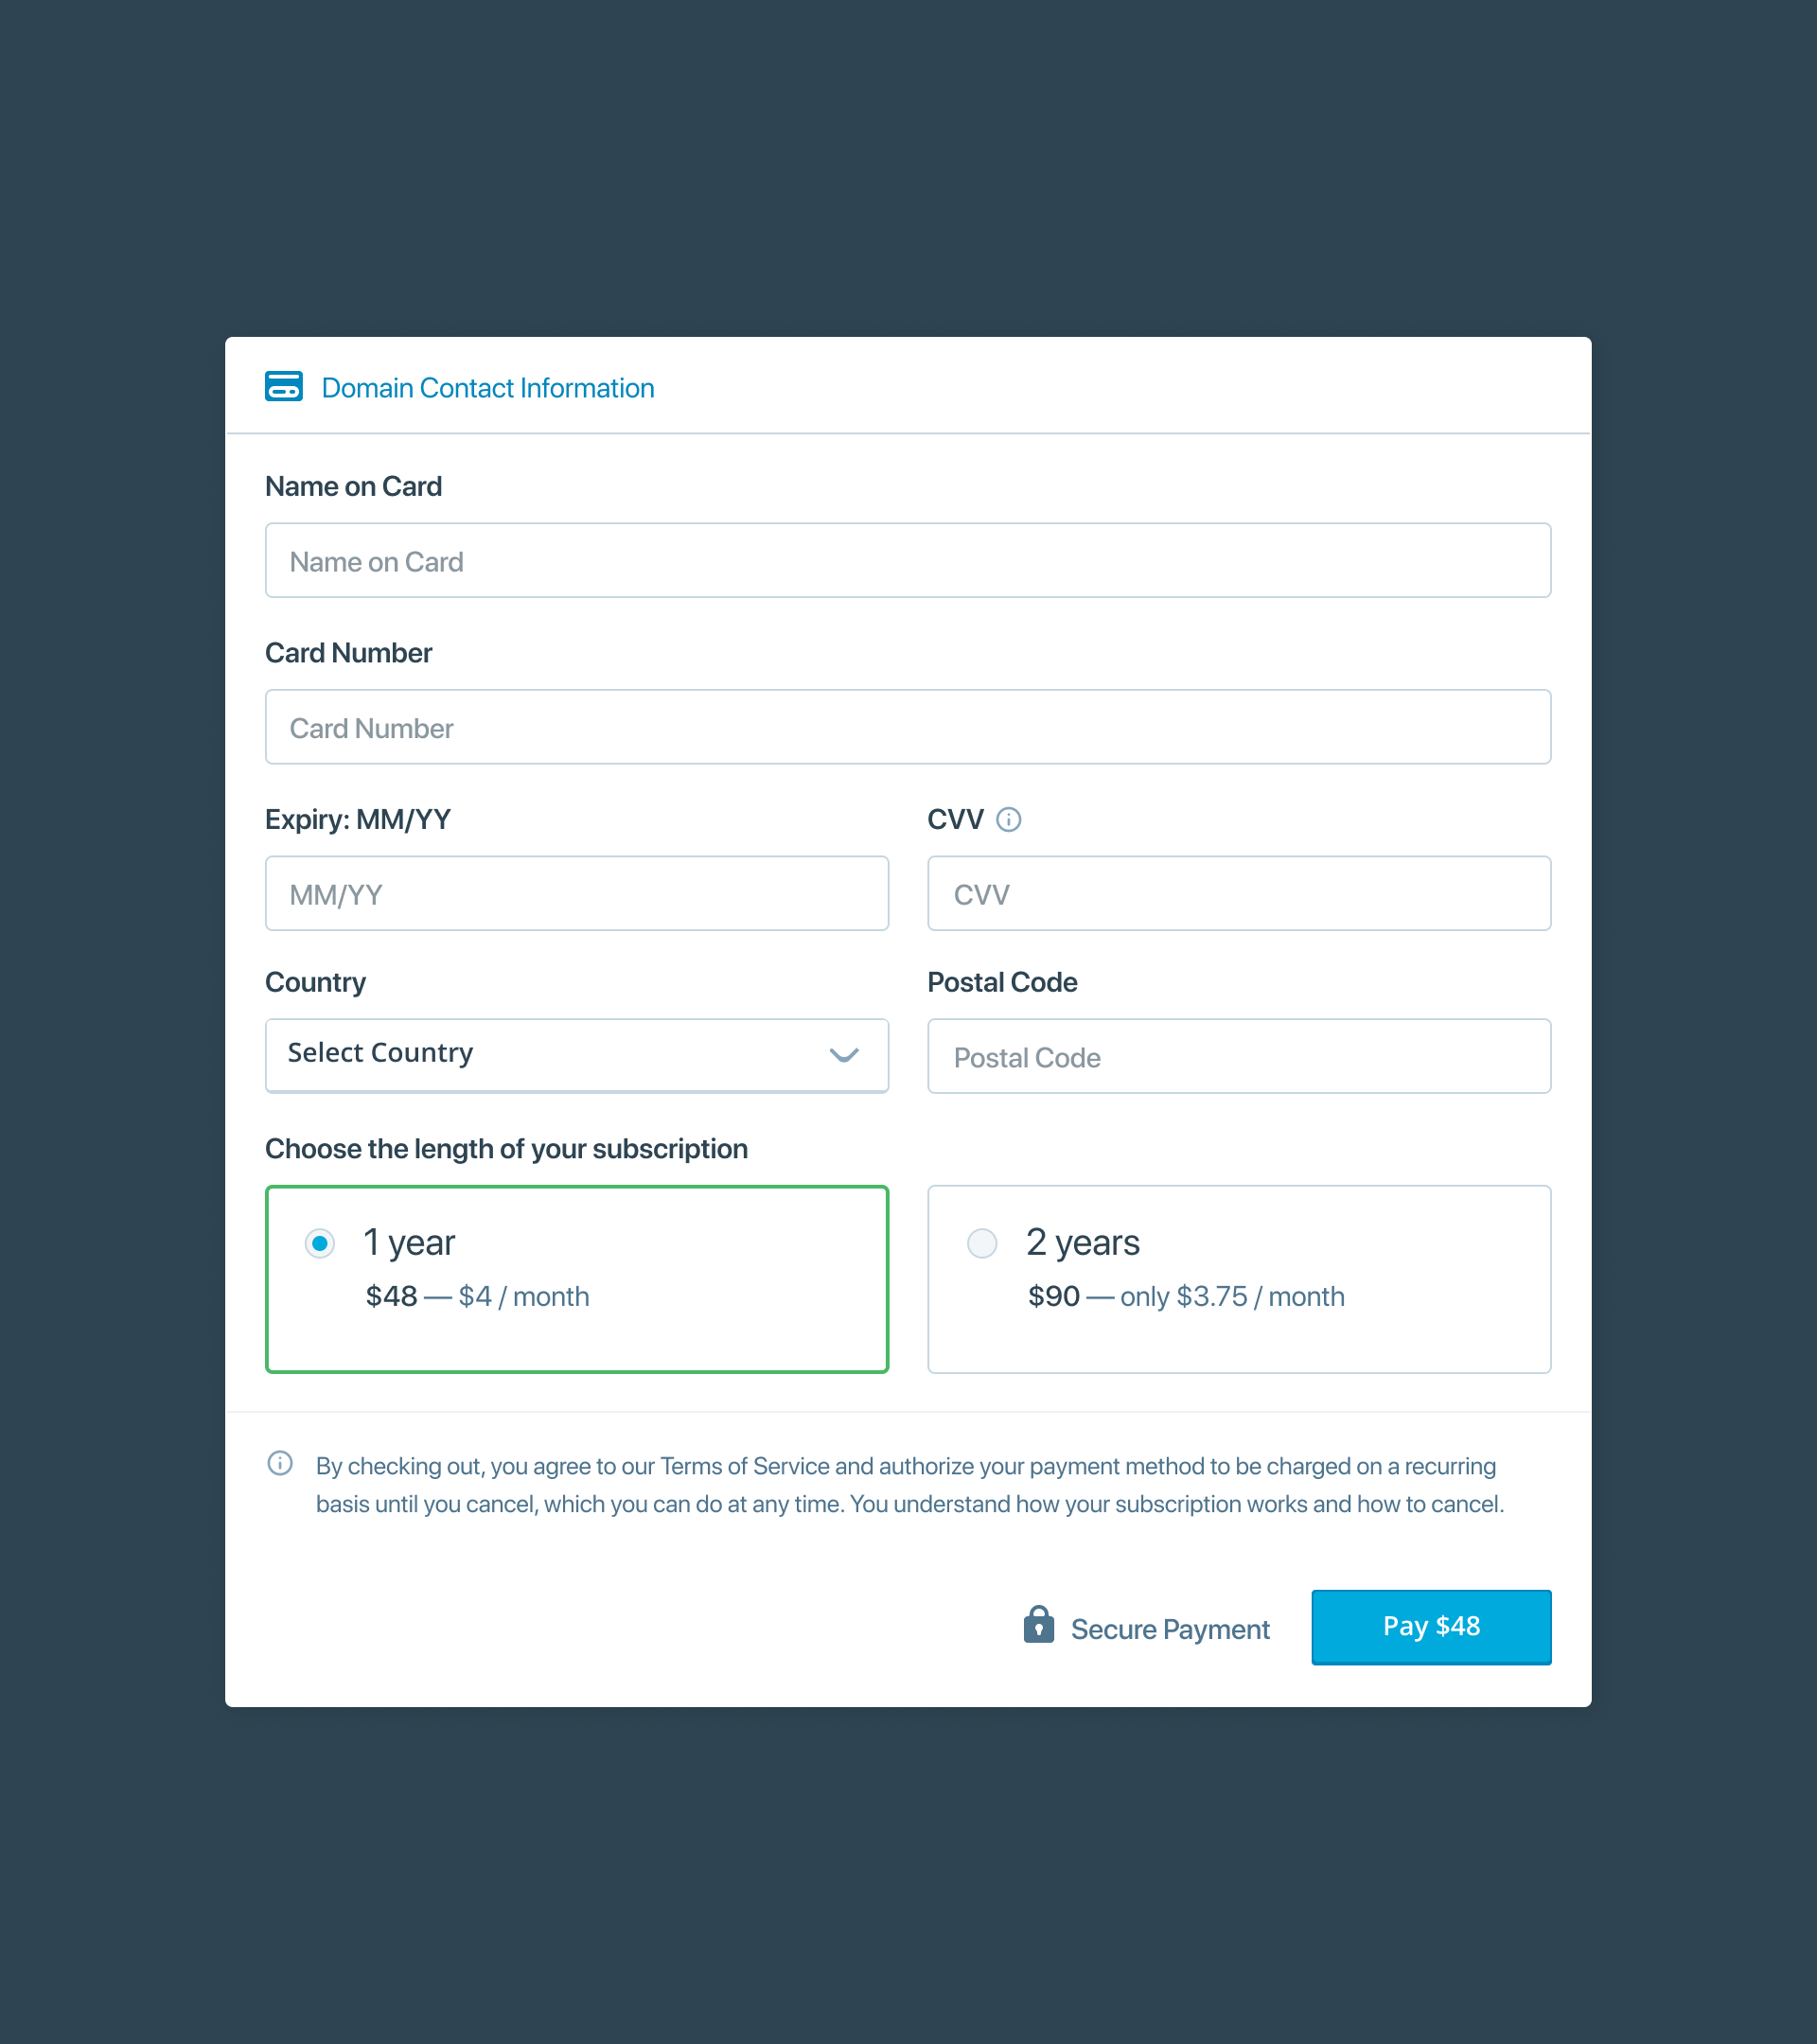 Domain Contact Information
Name on Card
Name on Card
Card Number
Card Number
Expiry: MM/YY
CVV
MM/YY
CVV
Country
Postal Code
Select Country
Postal Code
Choose the length of your subscription
1 year
$48 — $4 / month
2 years
$90 — only $3.75 / month
By checking out, you agree to our Terms of Service and authorize your payment method to be charged on a recurring
basis until you cancel, which you can do at any time. You understand how your subscription works and how to cancel.
Secure Payment
Pay $48